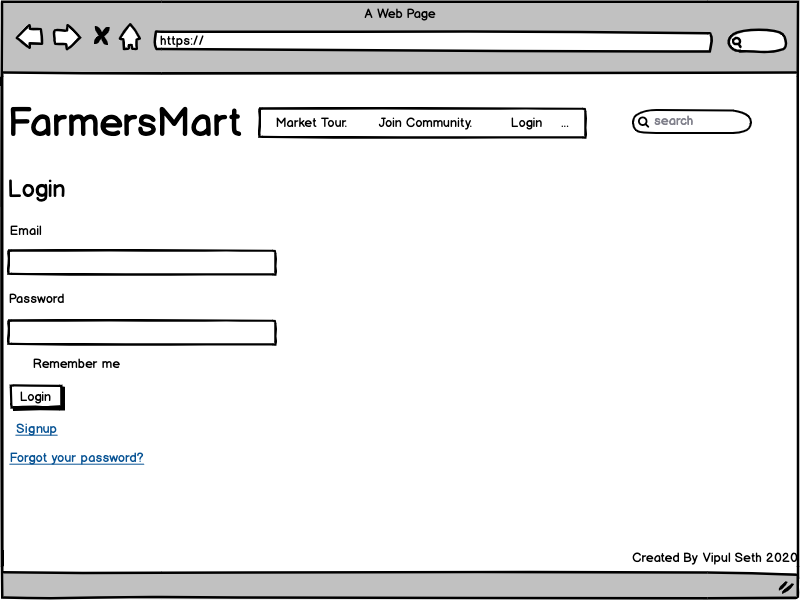 A Web Page
https://
FarmersMart
Market Tour. Join Community. Login ...
search
Login
Email
Password
Remember me
Login
Signup
Forgot your password?
Created By Vipul Seth 2020